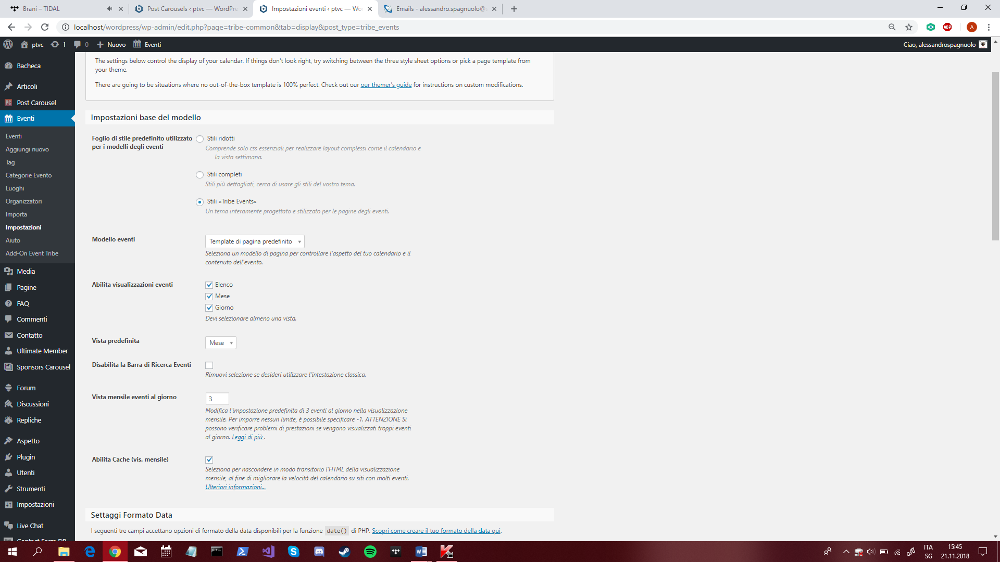 Brani – TIDAL
Post Carousels ‹ ptvc — WordPre
Impostazioni eventi ‹ ptvc — Wo
Emails - alessandro.spagnuolo@
localhost/wordpress/wp-admin/edit.php?page=tribe-common&tab=display&post_type=tribe_events
ABP
A
ptvc
1
0
Nuovo
Eventi
Ciao, alessandrospagnuolo
Bacheca
Articoli
PC
Post Carousel
Eventi
Eventi
Aggiungi nuovo
Tag
Categorie Evento
Luoghi
Organizzatori
Importa
Impostazioni
Aiuto
Add-On Event Tribe
Media
Pagine
FAQ
Commenti
Contatto
Ultimate Member
Sponsors Carousel
Forum
Discussioni
Repliche
Aspetto
Plugin
Utenti
Strumenti
Impostazioni
Live Chat
Contact Form DB
The settings below control the display of your calendar. If things don't look right, try switching between the three style sheet options or pick a page template from
your theme.
There are going to be situations where no out-of-the-box template is 100% perfect. Check out our our themer's guide for instructions on custom modifications.
Impostazioni base del modello
Foglio di stile predefinito utilizzato
per i modelli degli eventi
Stili ridotti
Comprende solo css essenziali per realizzare layout complessi come il calendario e
la vista settimana.
Stili completi
Stili più dettagliati, cerca di usare gli stili del vostro tema.
Stili «Tribe Events»
Un tema interamente progettato e stilizzato per le pagine degli eventi.
Modello eventi
Template di pagina predefinito
Seleziona un modello di pagina per controllare l'aspetto del tuo calendario e il
contenuto dell'evento.
Abilita visualizzazioni eventi
Elenco
Mese
Giorno
Devi selezionare almeno una vista.
Vista predefinita
Mese
Disabilita la Barra di Ricerca Eventi
Rimuovi selezione se desideri utilizzare l'intestazione classica.
Vista mensile eventi al giorno
3
Modifica l'impostazione predefinita di 3 eventi al giorno nella visualizzazione
mensile. Per imporre nessun limite, è possibile specificare -1. ATTENZIONE Si
possono verificare problemi di prestazioni se vengono visualizzati troppi eventi
al giorno. Leggi di più .
Abilita Cache (vis. mensile)
Seleziona per nascondere in modo transitorio l'HTML della visualizzazione
mensile, al fine di migliorare la velocità del calendario su siti con molti eventi.
Ulteriori informazioni...
Settaggi Formato Data
I seguenti tre campi accettano opzioni di formato della data disponibili per la funzione date() di PHP. Scopri come creare il tuo formato della data qui.
ITA
SG
15:45
21.11.2018